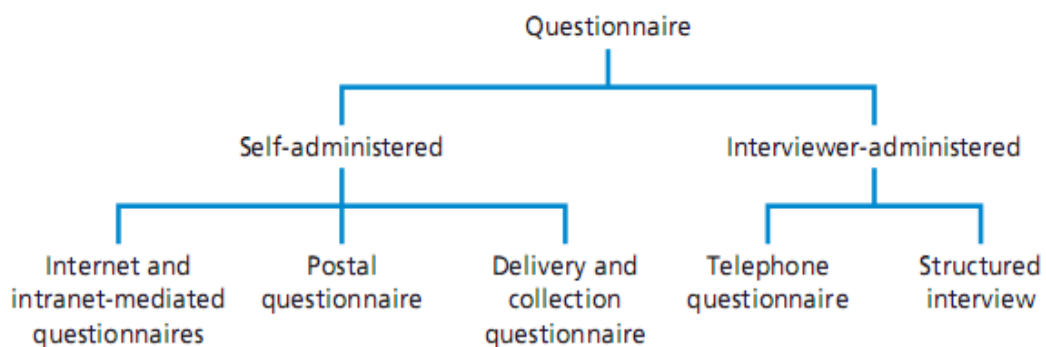 Questionnaire
Self-administered
Interviewer-administered
Internet and
intranet-mediated
questionnaires
Postal
questionnaire
Delivery and
collection
questionnaire
Telephone
questionnaire
Structured
interview